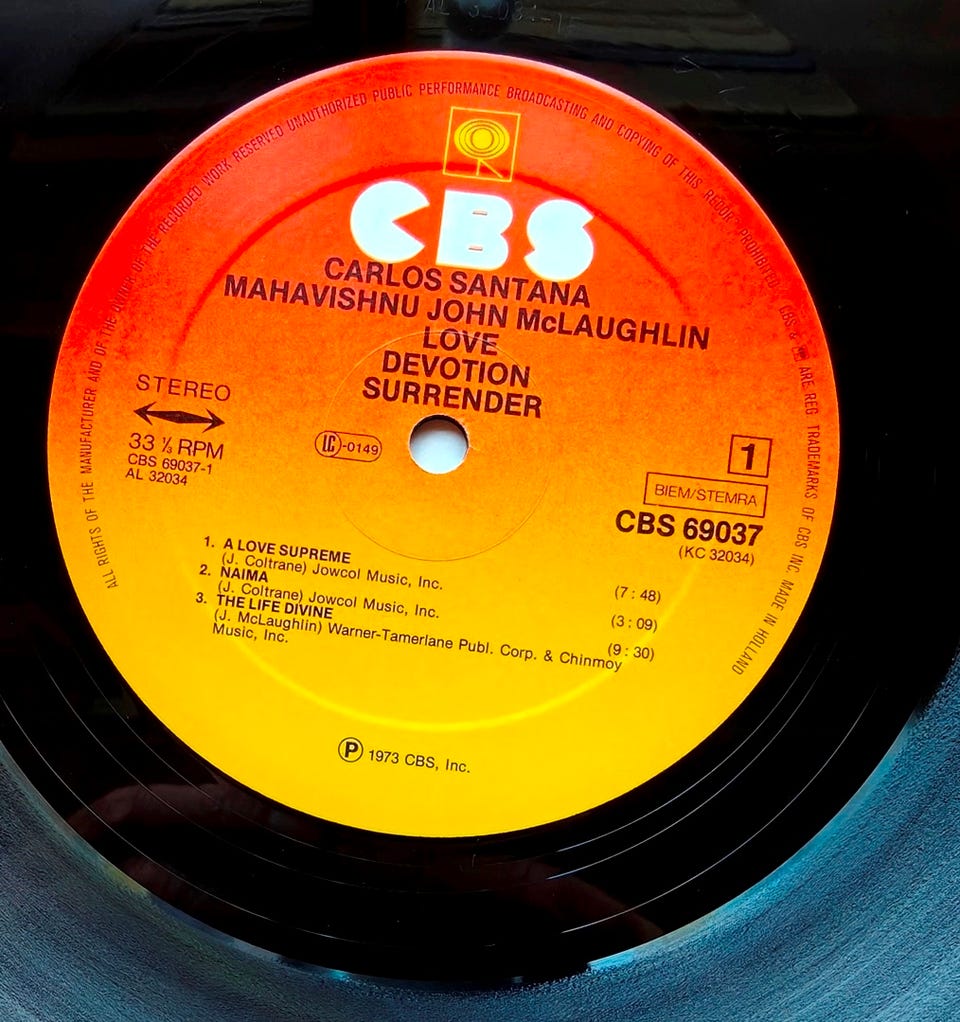 ALL RIGHTS OF THE MANUFACTURER AND OF THE OWNER OF THE RECORDED WORK RESERVED UNAUTHORIZED PUBLIC PERFORMANCE BROADCASTING AND COPYING OF THIS RECORD PROHIBITED
CBS & ARE REG TRADEMARKS OF CBS INC MADE IN HOLLAND
CBS
CARLOS SANTANA
MAHAVISHNU JOHN McLAUGHLIN
LOVE
DEVOTION
SURRENDER
STEREO
33 ⅓ RPM
CBS 69037-1
AL 32034
LC -0149
1
BIEM/STEMRA
CBS 69037
(KC 32034)
1. A LOVE SUPREME
(J. Coltrane) Jowcol Music, Inc. (7 : 48)
2. NAIMA
(J. Coltrane) Jowcol Music, Inc. (3 : 09)
3. THE LIFE DIVINE
(J. McLaughlin) Warner-Tamerlane Publ. Corp. & Chinmoy (9 : 30)
Music, Inc.
Ⓟ 1973 CBS, Inc.